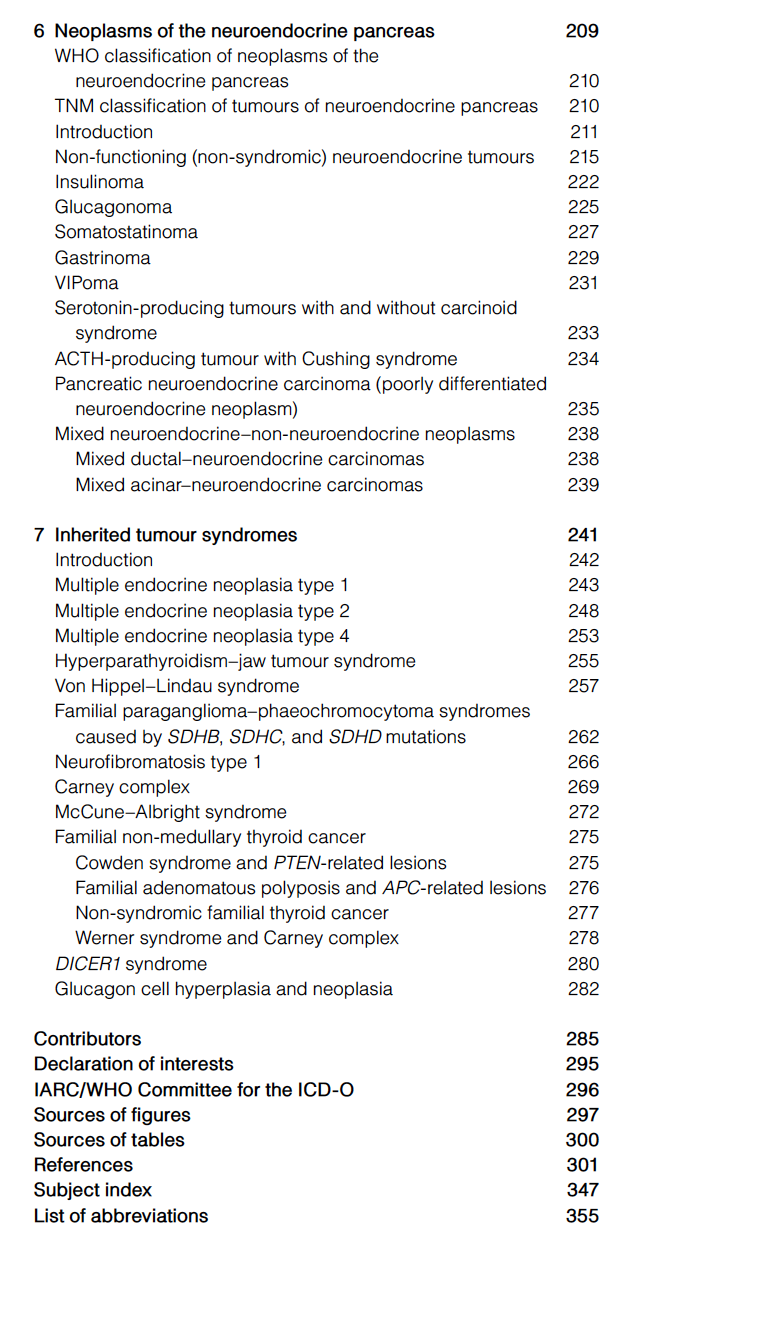 6 Neoplasms of the neuroendocrine pancreas 209
WHO classification of neoplasms of the
neuroendocrine pancreas 210
TNM classification of tumours of neuroendocrine pancreas 210
Introduction 211
Non-functioning (non-syndromic) neuroendocrine tumours 215
Insulinoma 222
Glucagonoma 225
Somatostatinoma 227
Gastrinoma 229
VIPoma 231
Serotonin-producing tumours with and without carcinoid
syndrome 233
ACTH-producing tumour with Cushing syndrome 234
Pancreatic neuroendocrine carcinoma (poorly differentiated
neuroendocrine neoplasm) 235
Mixed neuroendocrine–non-neuroendocrine neoplasms 238
Mixed ductal–neuroendocrine carcinomas 238
Mixed acinar–neuroendocrine carcinomas 239
7 Inherited tumour syndromes 241
Introduction 242
Multiple endocrine neoplasia type 1 243
Multiple endocrine neoplasia type 2 248
Multiple endocrine neoplasia type 4 253
Hyperparathyroidism–jaw tumour syndrome 255
Von Hippel–Lindau syndrome 257
Familial paraganglioma–phaeochromocytoma syndromes
caused by SDHB, SDHC, and SDHD mutations 262
Neurofibromatosis type 1 266
Carney complex 269
McCune–Albright syndrome 272
Familial non-medullary thyroid cancer 275
Cowden syndrome and PTEN-related lesions 275
Familial adenomatous polyposis and APC-related lesions 276
Non-syndromic familial thyroid cancer 277
Werner syndrome and Carney complex 278
DICER1 syndrome 280
Glucagon cell hyperplasia and neoplasia 282
Contributors 285
Declaration of interests 295
IARC/WHO Committee for the ICD-O 296
Sources of figures 297
Sources of tables 300
References 301
Subject index 347
List of abbreviations 355